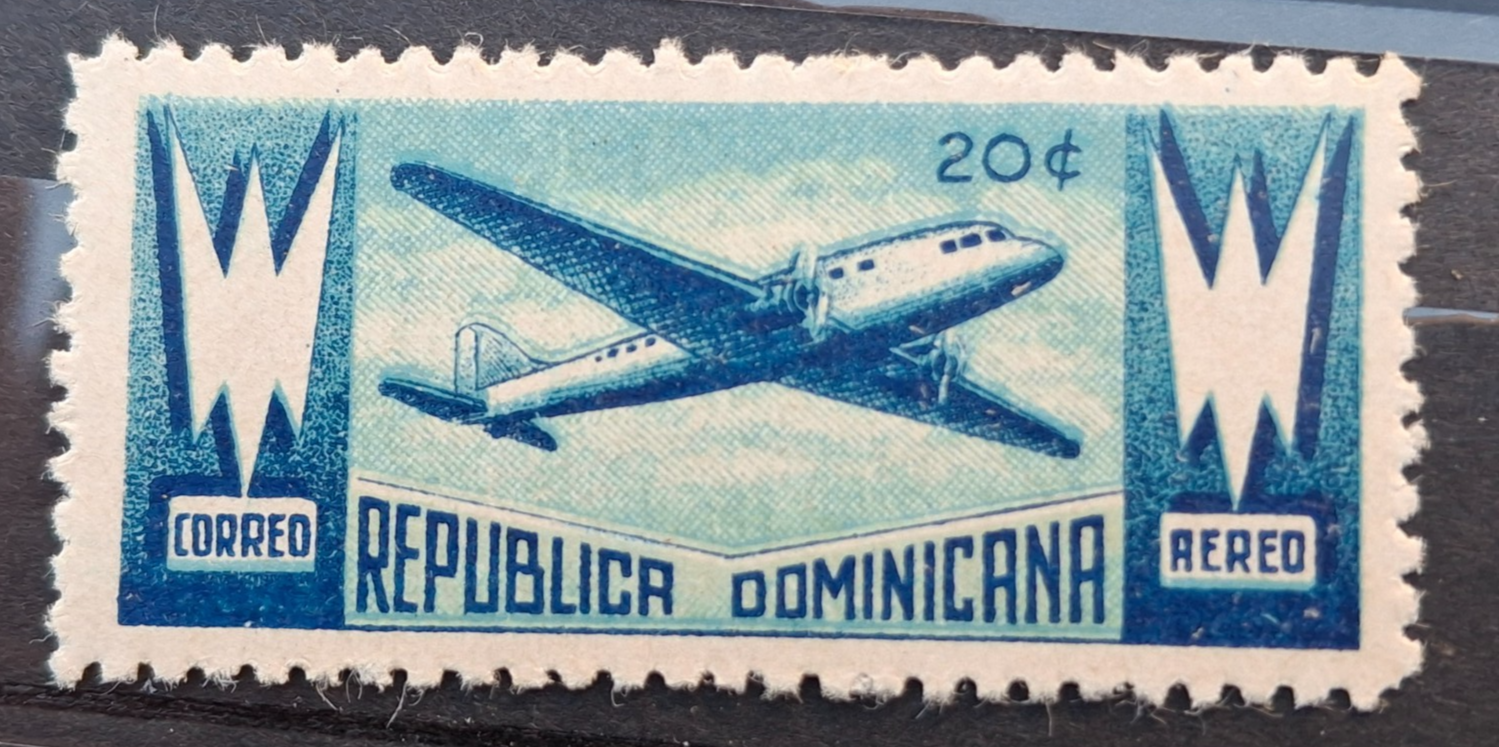 20¢
CORREO
REPUBLICA DOMINICANA
AEREO